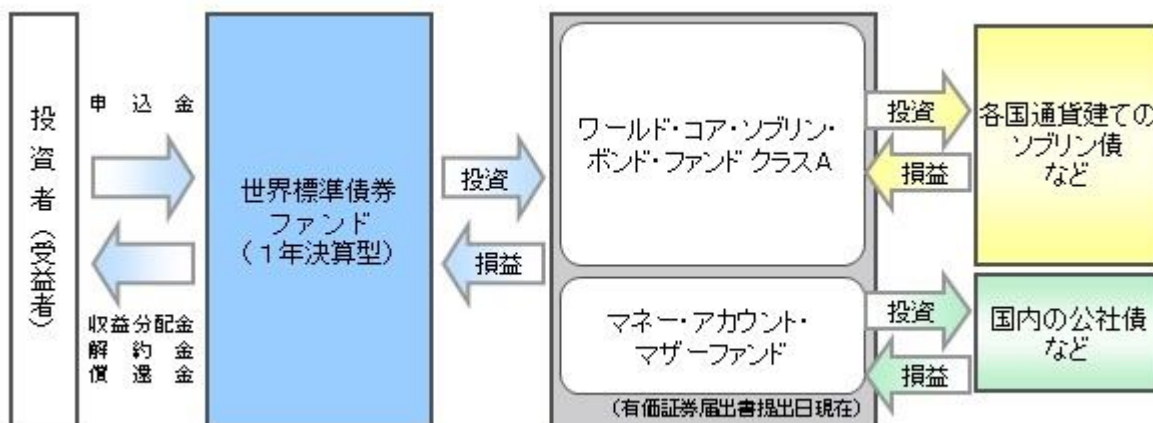 投資者（受益者）
申込金
収益分配金
解約金
償還金
世界標準債券
ファンド
（１年決算型）
投資
損益
ワールド・コア・ソブリン・
ボンド・ファンド クラスA
マネー・アカウント・
マザーファンド
（有価証券届出書提出日現在）
投資
損益
各国通貨建ての
ソブリン債
など
投資
損益
国内の公社債
など